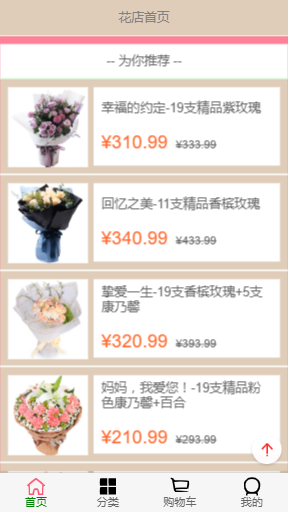 花店首页
-- 为你推荐 --
幸福的约定-19支精品紫玫瑰
¥310.99 ¥333.99
回忆之美-11支精品香槟玫瑰
¥340.99 ¥433.99
挚爱一生-19支香槟玫瑰+5支
康乃馨
¥320.99 ¥393.99
妈妈，我爱您！-19支精品粉
色康乃馨+百合
¥210.99 ¥293.99
首页 分类 购物车 我的